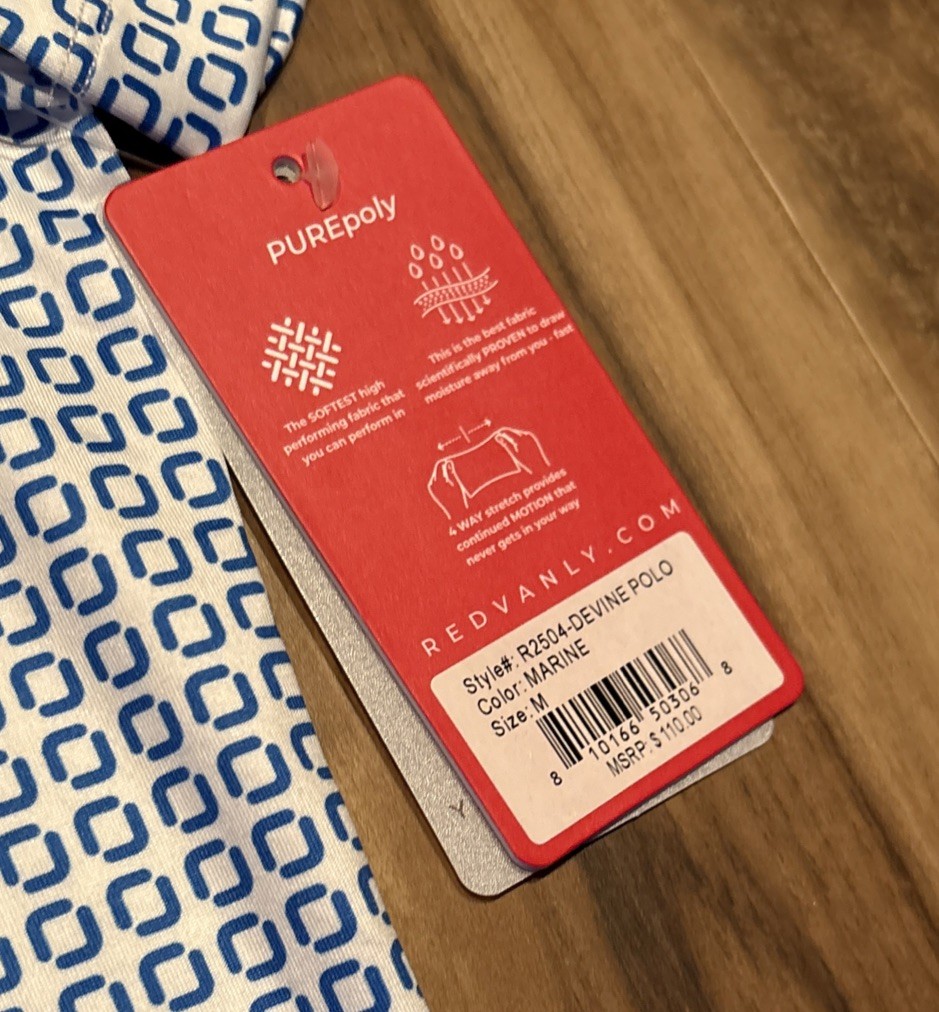 PUREpoly
This is the best fabric
scientifically PROVEN to draw
moisture away from you - fast
The SOFTEST high
performing fabric that
you can perform in
4 WAY stretch provides
continued MOTION that
never gets in your way
REDVANLY.COM
Style#: R2504-DEVINE POLO
Color: MARINE
Size: M
8 10166 50306 8
MSRP: $ 110.00
Y